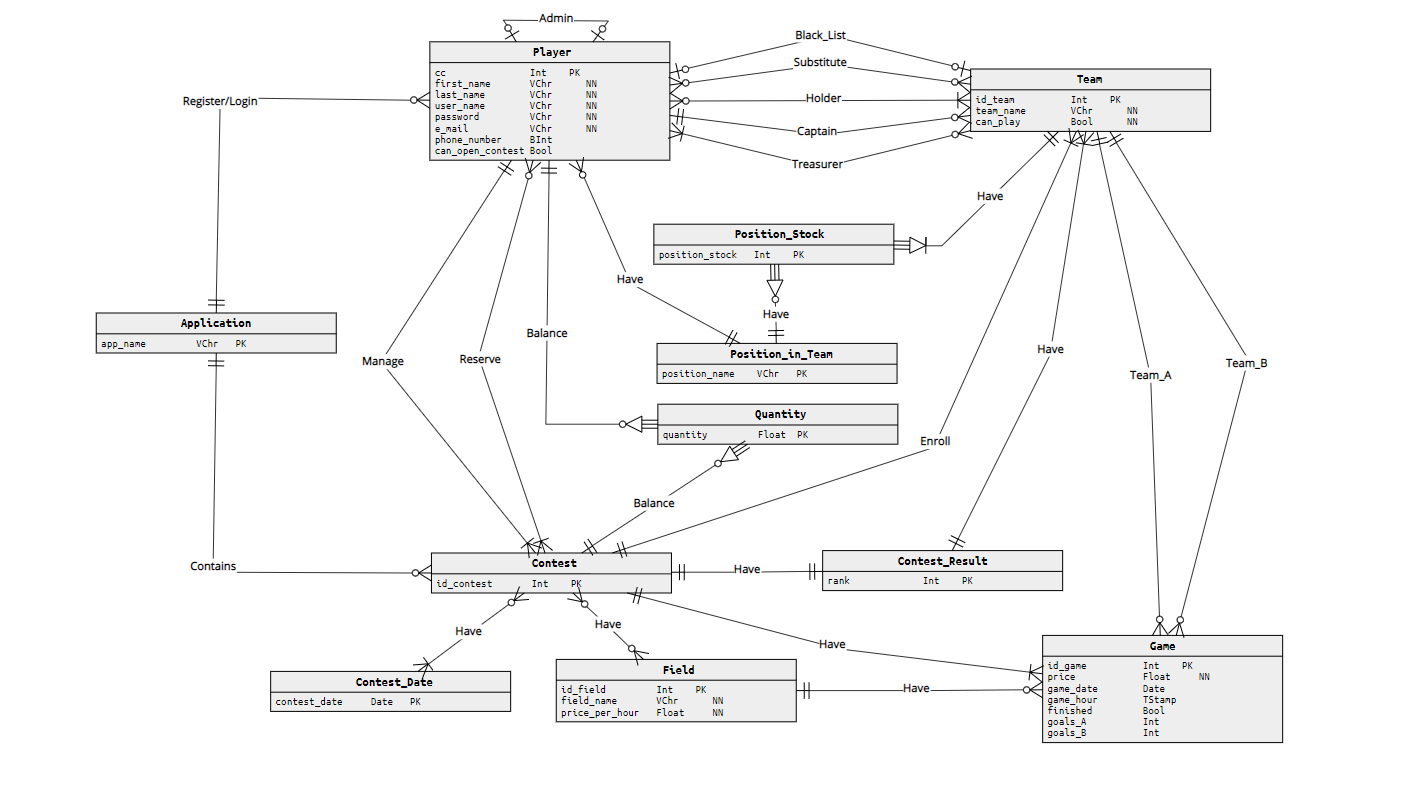 Admin
Player
cc Int PK
first_name VChr NN
last_name VChr NN
user_name VChr NN
password VChr NN
e_mail VChr NN
phone_number BInt
can_open_contest Bool
Black_List
Substitute
Holder
Captain
Treasurer
Team
id_team Int PK
team_name VChr NN
can_play Bool NN
Register/Login
Have
Position_Stock
position_stock Int PK
Have
Have
Application
app_name VChr PK
Balance
Position_in_Team
position_name VChr PK
Manage
Reserve
Have
Team_A
Team_B
Quantity
quantity Float PK
Enroll
Balance
Contains
Contest
id_contest Int PK
Have
Contest_Result
rank Int PK
Have
Have
Have
Contest_Date
contest_date Date PK
Field
id_field Int PK
field_name VChr NN
price_per_hour Float NN
Have
Game
id_game Int PK
price Float NN
game_date Date
game_hour TStamp
finished Bool
goals_A Int
goals_B Int